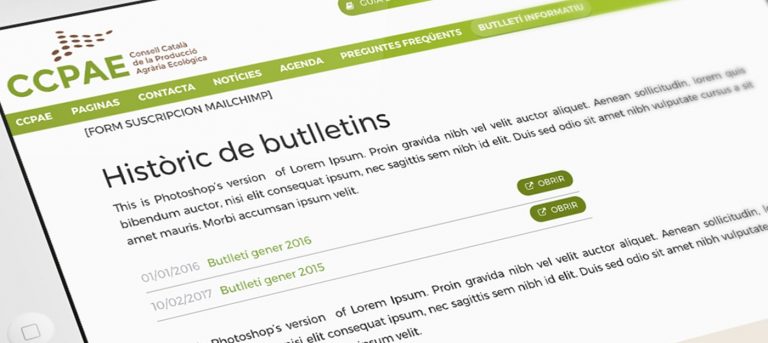 CCPAE
Consell Català
de la Producció
Agrària Ecològica
GUIA
CCPAE PAGINAS CONTACTA NOTÍCIES AGENDA PREGUNTES FREQÜENTS BUTLLETÍ INFORMATIU
[FORM SUSCRIPCION MAILCHIMP]
Històric de butlletins
This is Photoshop's version of Lorem Ipsum. Proin gravida nibh vel velit auctor aliquet. Aenean sollicitudin, lorem quis
bibendum auctor, nisi elit consequat ipsum, nec sagittis sem nibh id elit. Duis sed odio sit amet nibh vulputate cursus a sit
amet mauris. Morbi accumsan ipsum velit.
01/01/2016 Butlletí gener 2016 OBRIR
10/02/2017 Butlletí gener 2015 OBRIR
Photoshop's version of Lorem Ipsum. Proin gravida nibh vel velit auctor aliquet. Aenean sollicitudin,
auctor, nisi elit consequat ipsum, nec sagittis sem nibh id elit. Duis sed odio sit amet nibh vulputate
ipsum velit.